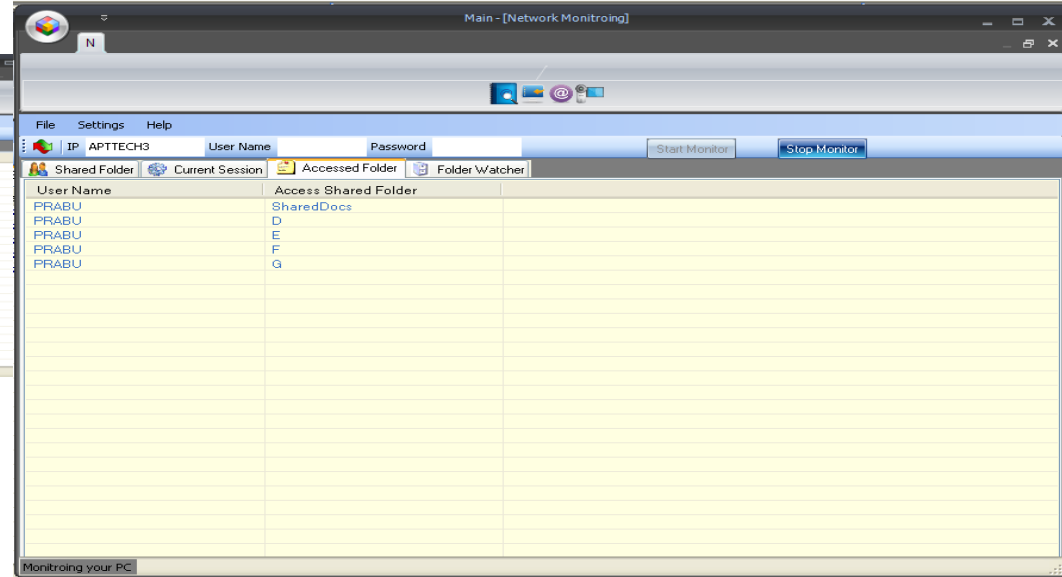 Main - [Network Monitroing]
N
File Settings Help
IP APTTECH3 User Name Password Start Monitor Stop Monitor
Shared Folder Current Session Accessed Folder Folder Watcher
User Name Access Shared Folder
PRABU SharedDocs
PRABU D
PRABU E
PRABU F
PRABU G
Monitroing your PC